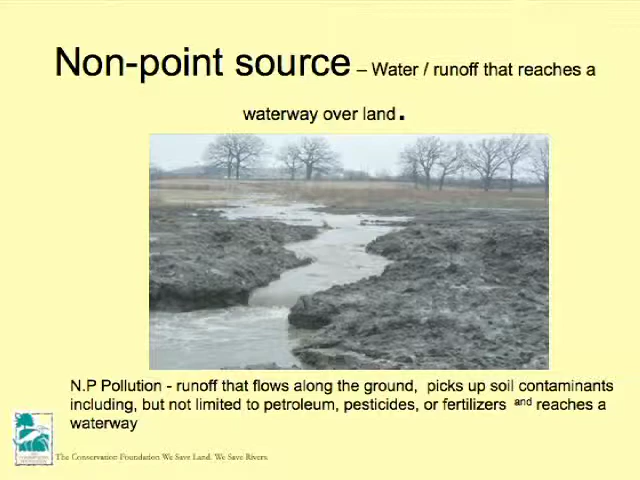 Non-point source – Water / runoff that reaches a
waterway over land.
N.P Pollution - runoff that flows along the ground, picks up soil contaminants
including, but not limited to petroleum, pesticides, or fertilizers and reaches a
waterway
The Conservation Foundation We Save Land. We Save Rivers.